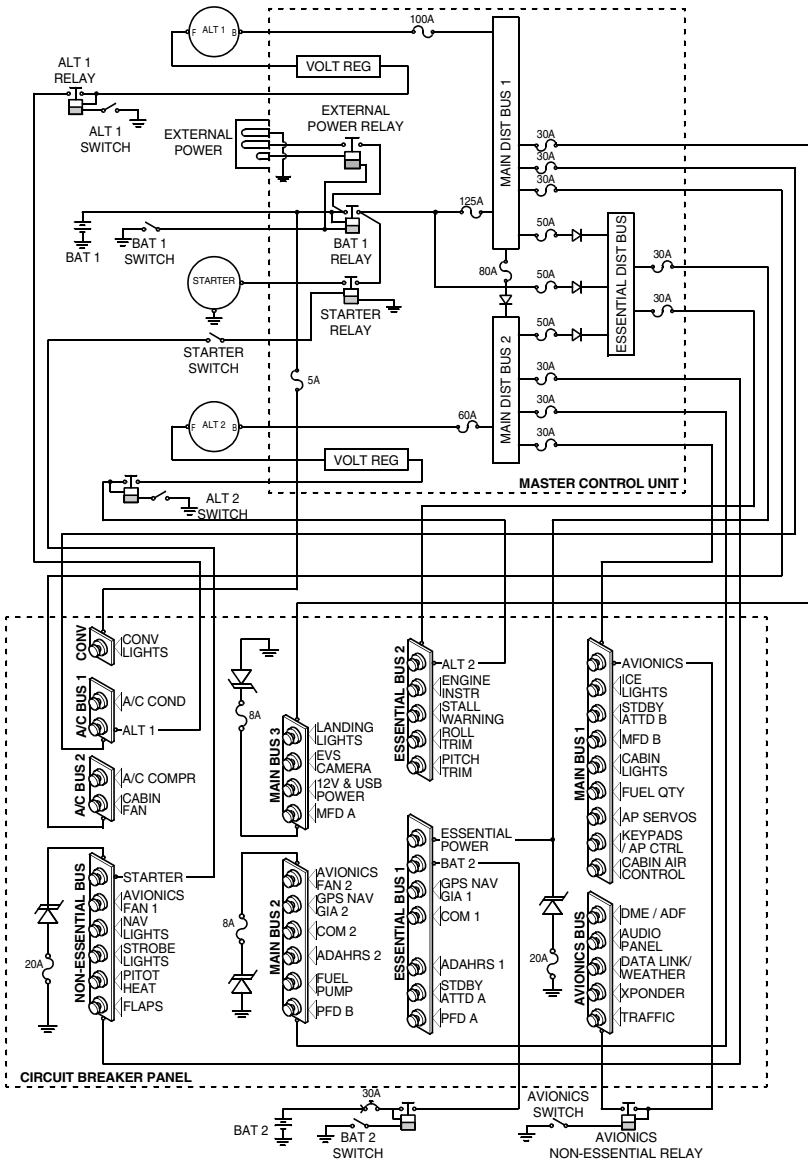 100A
F ALT 1 B
VOLT REG
ALT 1
RELAY
ALT 1
SWITCH
EXTERNAL
POWER RELAY
EXTERNAL
POWER
MAIN DIST BUS 1
30A
30A
30A
125A
50A
BAT 1
BAT 1
SWITCH
BAT 1
RELAY
ESSENTIAL DIST BUS
30A
80A
50A
30A
STARTER
STARTER
RELAY
STARTER
SWITCH
50A
MAIN DIST BUS 2
30A
5A
30A
60A
30A
F ALT 2 B
VOLT REG
MASTER CONTROL UNIT
ALT 2
SWITCH
CONV
CONV
LIGHTS
A/C BUS 1
A/C COND
ALT 1
A/C BUS 2
A/C COMPR
CABIN
FAN
NON-ESSENTIAL BUS
STARTER
AVIONICS
FAN 1
NAV
LIGHTS
STROBE
LIGHTS
PITOT
HEAT
FLAPS
20A
8A
MAIN BUS 3
LANDING
LIGHTS
EVS
CAMERA
12V & USB
POWER
MFD A
8A
MAIN BUS 2
AVIONICS
FAN 2
GPS NAV
GIA 2
COM 2
ADAHRS 2
FUEL
PUMP
PFD B
ESSENTIAL BUS 2
ALT 2
ENGINE
INSTR
STALL
WARNING
ROLL
TRIM
PITCH
TRIM
ESSENTIAL BUS 1
ESSENTIAL
POWER
BAT 2
GPS NAV
GIA 1
COM 1
ADAHRS 1
STDBY
ATTD A
PFD A
20A
MAIN BUS 1
AVIONICS
ICE
LIGHTS
STDBY
ATTD B
MFD B
CABIN
LIGHTS
FUEL QTY
AP SERVOS
KEYPADS
/ AP CTRL
CABIN AIR
CONTROL
AVIONICS BUS
DME / ADF
AUDIO
PANEL
DATA LINK/
WEATHER
XPONDER
TRAFFIC
CIRCUIT BREAKER PANEL
30A
BAT 2
BAT 2
SWITCH
AVIONICS
SWITCH
AVIONICS
NON-ESSENTIAL RELAY